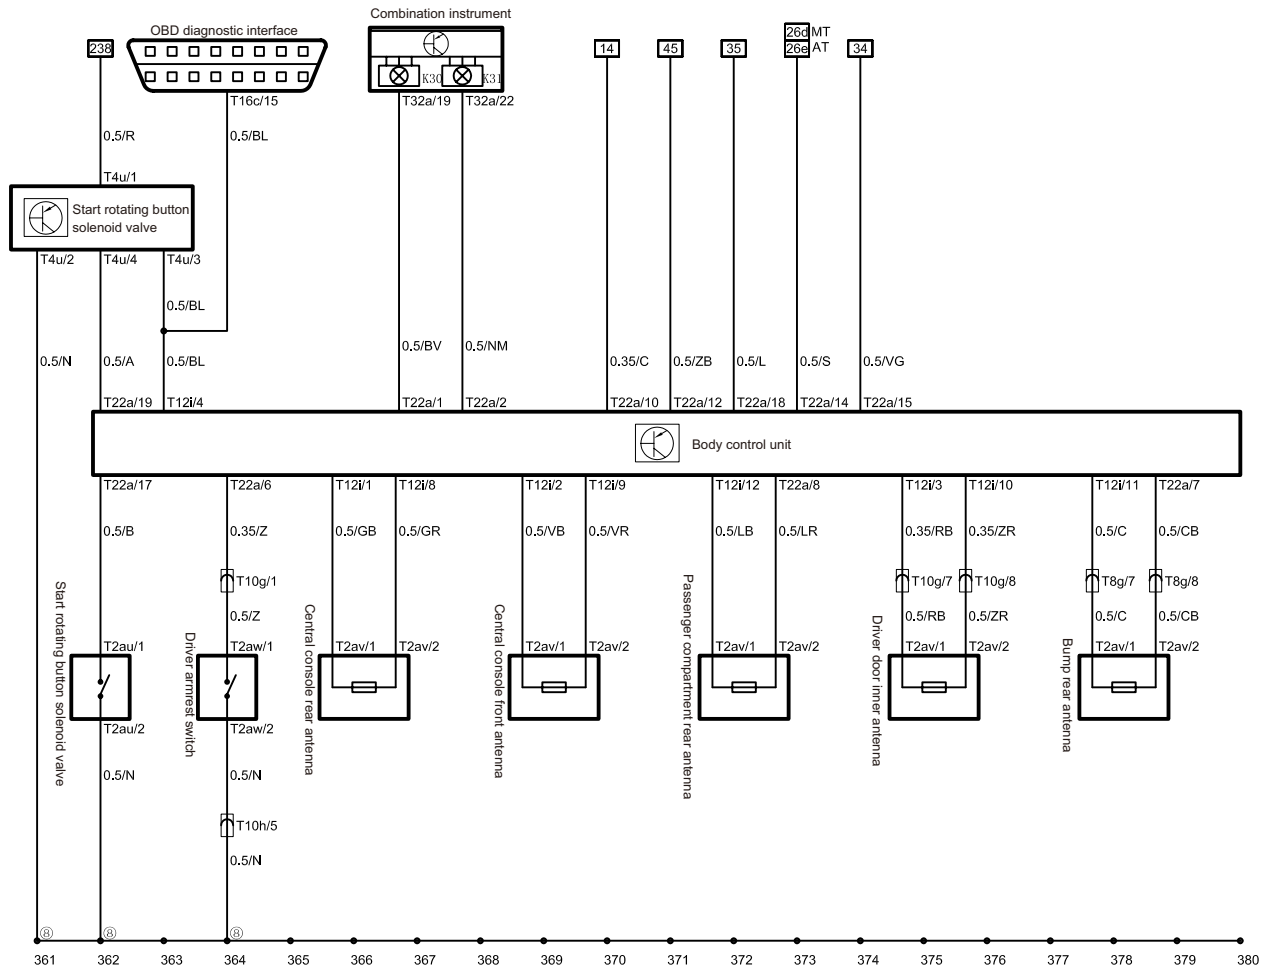 Combination instrument
OBD diagnostic interface
238
14
45
35
26d MT
26e AT
34
K30
K31
T16c/15
T32a/19
T32a/22
0.5/R
0.5/BL
T4u/1
Start rotating button
solenoid valve
T4u/2
T4u/4
T4u/3
0.5/BL
0.5/N
0.5/A
0.5/BL
0.5/BV
0.5/NM
0.35/C
0.5/ZB
0.5/L
0.5/S
0.5/VG
T22a/19
T12i/4
T22a/1
T22a/2
T22a/10
T22a/12
T22a/18
T22a/14
T22a/15
Body control unit
T22a/17
T22a/6
T12i/1
T12i/8
T12i/2
T12i/9
T12i/12
T22a/8
T12i/3
T12i/10
T12i/11
T22a/7
0.5/B
0.35/Z
0.5/GB
0.5/GR
0.5/VB
0.5/VR
0.5/LB
0.5/LR
0.35/RB
0.35/ZR
0.5/C
0.5/CB
T10g/1
T10g/7
T10g/8
T8g/7
T8g/8
0.5/Z
0.5/RB
0.5/ZR
0.5/C
0.5/CB
Start rotating button solenoid valve
Driver armrest switch
Central console rear antenna
Central console front antenna
Passenger compartment rear antenna
Driver door inner antenna
Bump rear antenna
T2au/1
T2aw/1
T2av/1
T2av/2
T2av/1
T2av/2
T2av/1
T2av/2
T2av/1
T2av/2
T2av/1
T2av/2
T2au/2
T2aw/2
0.5/N
0.5/N
T10h/5
0.5/N
⑧
⑧
⑧
361 362 363 364 365 366 367 368 369 370 371 372 373 374 375 376 377 378 379 380